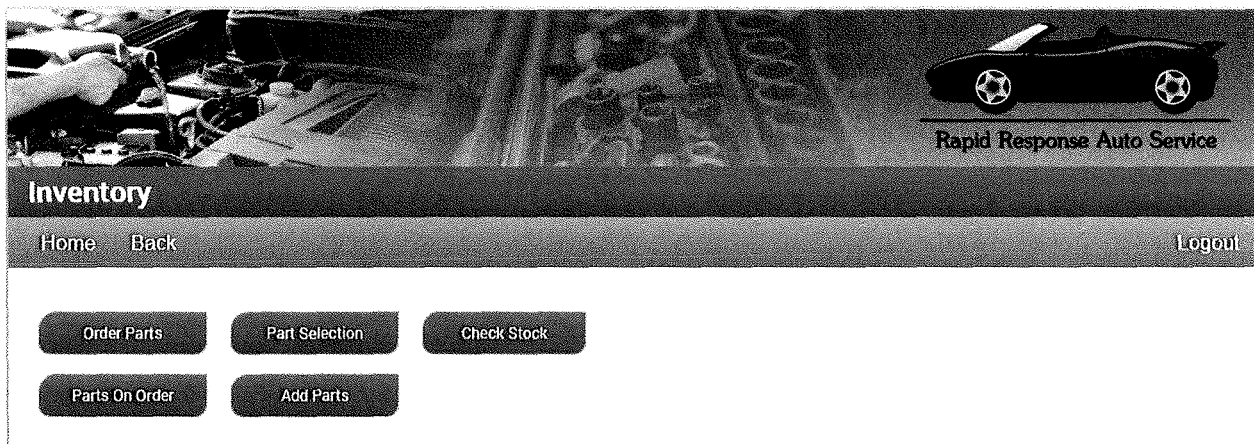 Rapid Response Auto Service
Inventory
Home Back Logout
Order Parts Part Selection Check Stock
Parts On Order Add Parts